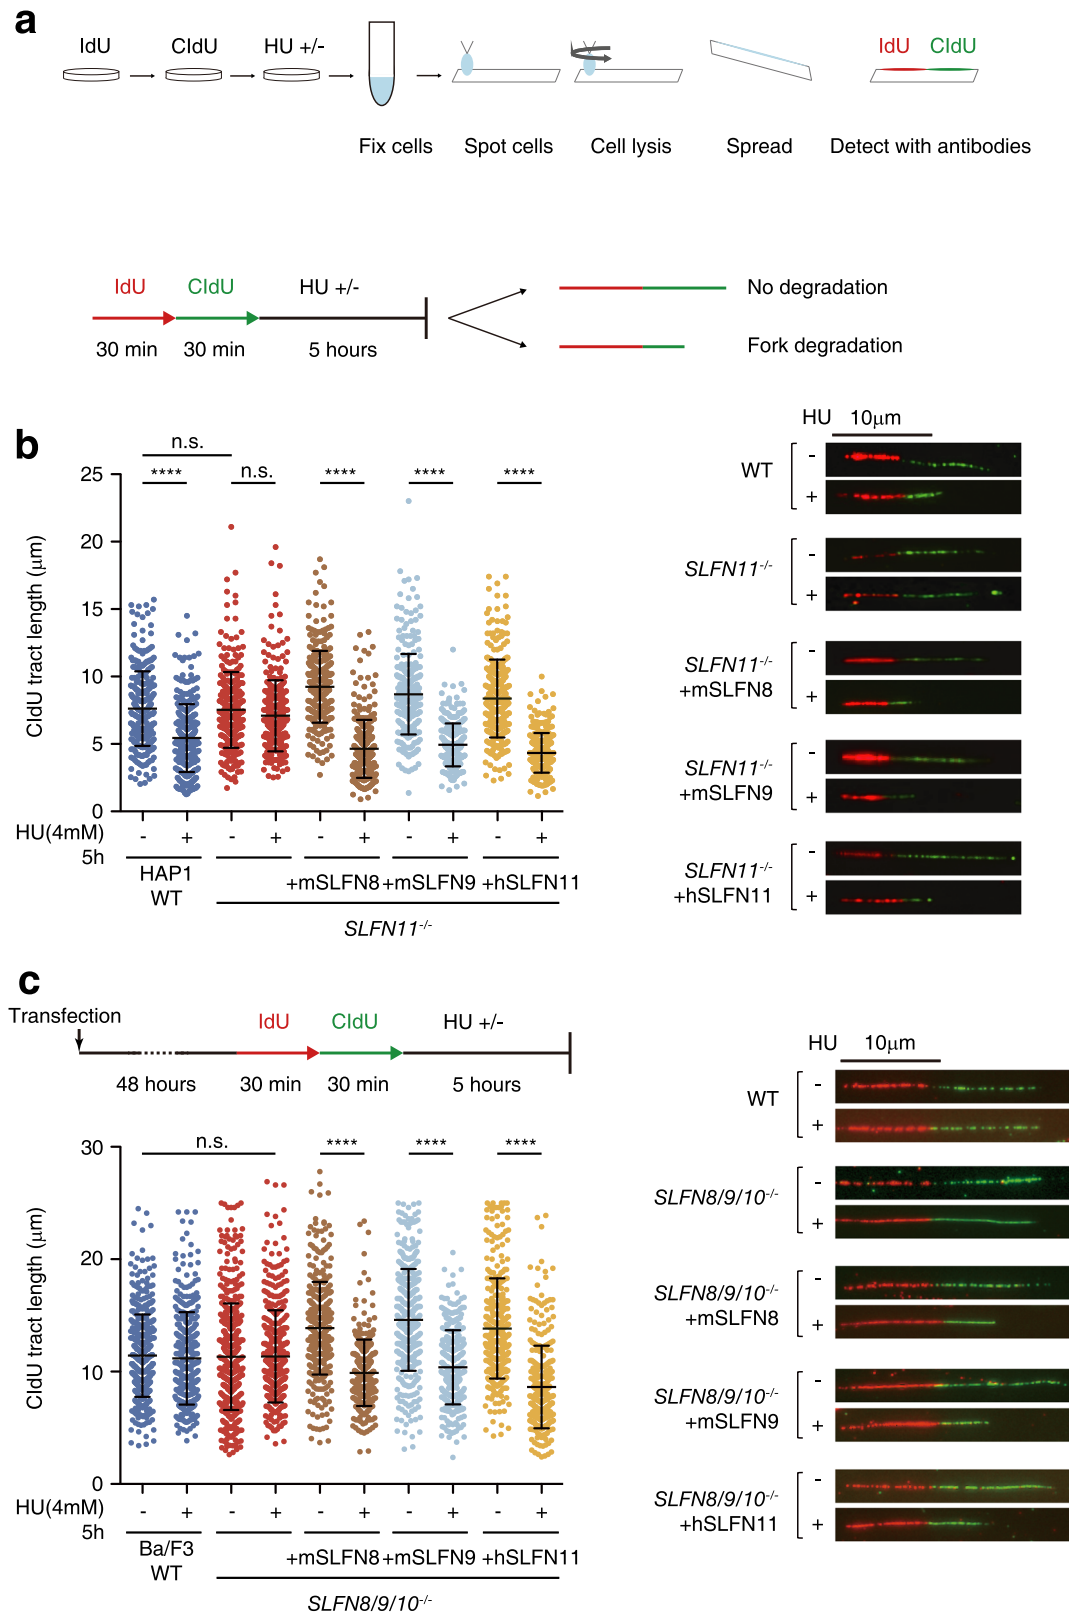 a
IdU CldU HU +/- IdU CldU
Fix cells Spot cells Cell lysis Spread Detect with antibodies
IdU CldU HU +/-
30 min 30 min 5 hours
No degradation
Fork degradation
b
n.s.
**** n.s. **** **** ****
CldU tract length (μm)
25
20
15
10
5
0
HU(4mM) - + - + - + - + - +
5h
HAP1
WT
+mSLFN8 +mSLFN9 +hSLFN11
SLFN11-/-
HU 10μm
WT - +
SLFN11-/- - +
SLFN11-/-
+mSLFN8 - +
SLFN11-/-
+mSLFN9 - +
SLFN11-/-
+hSLFN11 - +
c
Transfection
IdU CldU HU +/-
48 hours 30 min 30 min 5 hours
n.s. **** **** ****
CldU tract length (μm)
30
20
10
0
HU(4mM) - + - + - + - + - +
5h
Ba/F3
WT
+mSLFN8 +mSLFN9 +hSLFN11
SLFN8/9/10-/-
HU 10μm
WT - +
SLFN8/9/10-/- - +
SLFN8/9/10-/-
+mSLFN8 - +
SLFN8/9/10-/-
+mSLFN9 - +
SLFN8/9/10-/-
+hSLFN11 - +